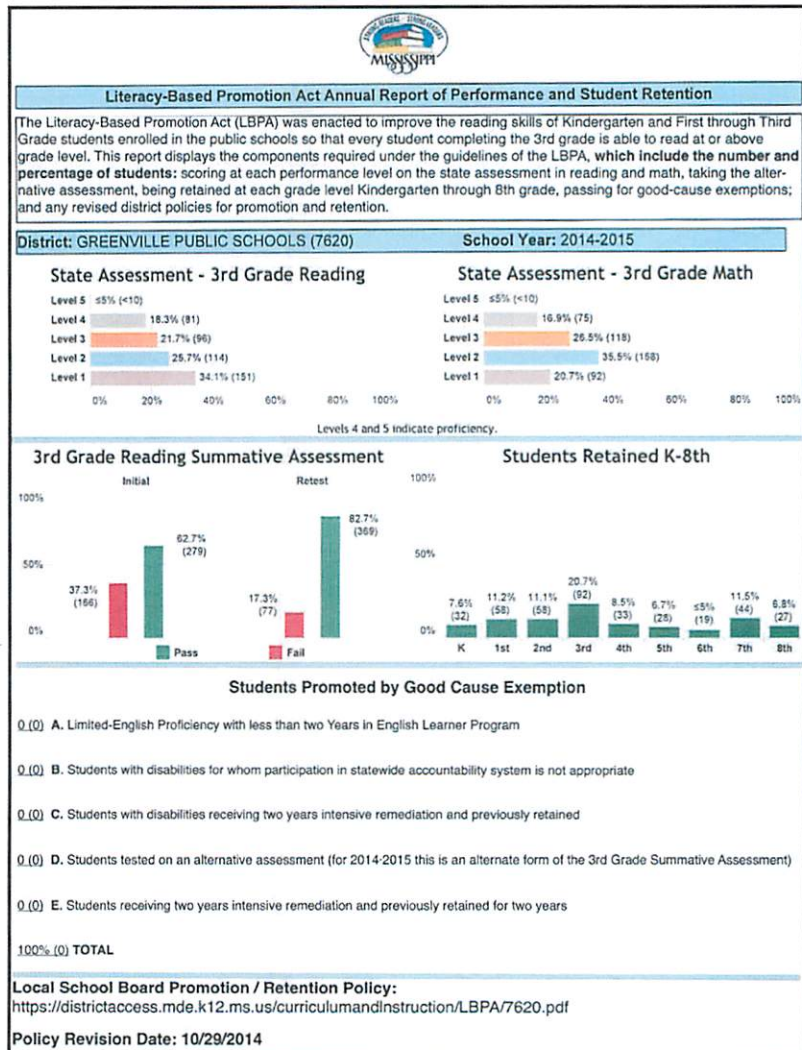 STRONG READERS - STRONG LEADERS
MISSISSIPPI
Literacy-Based Promotion Act Annual Report of Performance and Student Retention
The Literacy-Based Promotion Act (LBPA) was enacted to improve the reading skills of Kindergarten and First through Third
Grade students enrolled in the public schools so that every student completing the 3rd grade is able to read at or above
grade level. This report displays the components required under the guidelines of the LBPA, which include the number and
percentage of students: scoring at each performance level on the state assessment in reading and math, taking the alter-
native assessment, being retained at each grade level Kindergarten through 8th grade, passing for good-cause exemptions;
and any revised district policies for promotion and retention.
District: GREENVILLE PUBLIC SCHOOLS (7620) School Year: 2014-2015
State Assessment - 3rd Grade Reading
Level 5 ≤5% (<10)
Level 4 18.3% (81)
Level 3 21.7% (96)
Level 2 25.7% (114)
Level 1 34.1% (151)
0% 20% 40% 60% 80% 100%
State Assessment - 3rd Grade Math
Level 5 ≤5% (<10)
Level 4 16.9% (75)
Level 3 26.5% (118)
Level 2 35.5% (158)
Level 1 20.7% (92)
0% 20% 40% 60% 80% 100%
Levels 4 and 5 indicate proficiency.
3rd Grade Reading Summative Assessment
Initial Retest
100%
50%
0%
37.3%
(166)
62.7%
(279)
17.3%
(77)
82.7%
(369)
Pass Fail
Students Retained K-8th
100%
50%
0%
7.6%
(32)
11.2%
(58)
11.1%
(58)
20.7%
(92)
8.5%
(33)
6.7%
(28)
≤5%
(19)
11.5%
(44)
6.8%
(27)
K 1st 2nd 3rd 4th 5th 6th 7th 8th
Students Promoted by Good Cause Exemption
0 (0) A. Limited-English Proficiency with less than two Years in English Learner Program
0 (0) B. Students with disabilities for whom participation in statewide accountability system is not appropriate
0 (0) C. Students with disabilities receiving two years intensive remediation and previously retained
0 (0) D. Students tested on an alternative assessment (for 2014-2015 this is an alternate form of the 3rd Grade Summative Assessment)
0 (0) E. Students receiving two years intensive remediation and previously retained for two years
100% (0) TOTAL
Local School Board Promotion / Retention Policy:
https://districtaccess.mde.k12.ms.us/curriculumandInstruction/LBPA/7620.pdf
Policy Revision Date: 10/29/2014